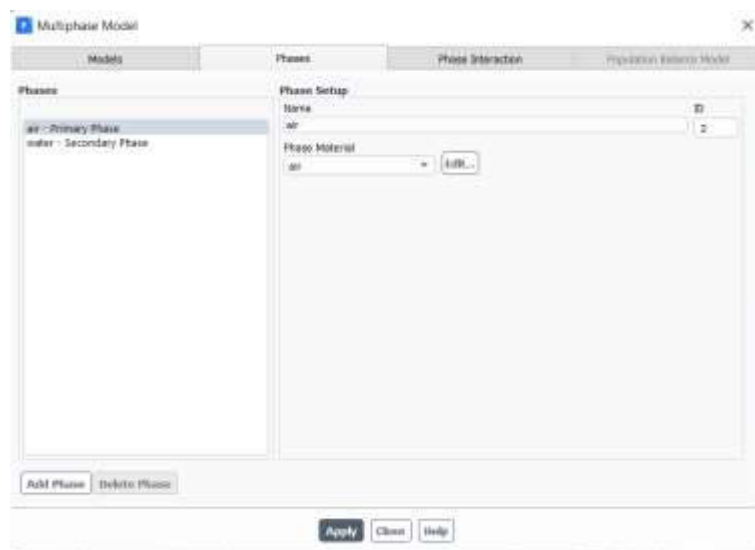 Multiphase Model
Models
Phases
Phase Interaction
Population Balance Model
Phases
air - Primary Phase
water - Secondary Phase
Phase Setup
Name
ID
air
2
Phase Material
air
Edit...
Add Phase
Delete Phase
Apply
Close
Help